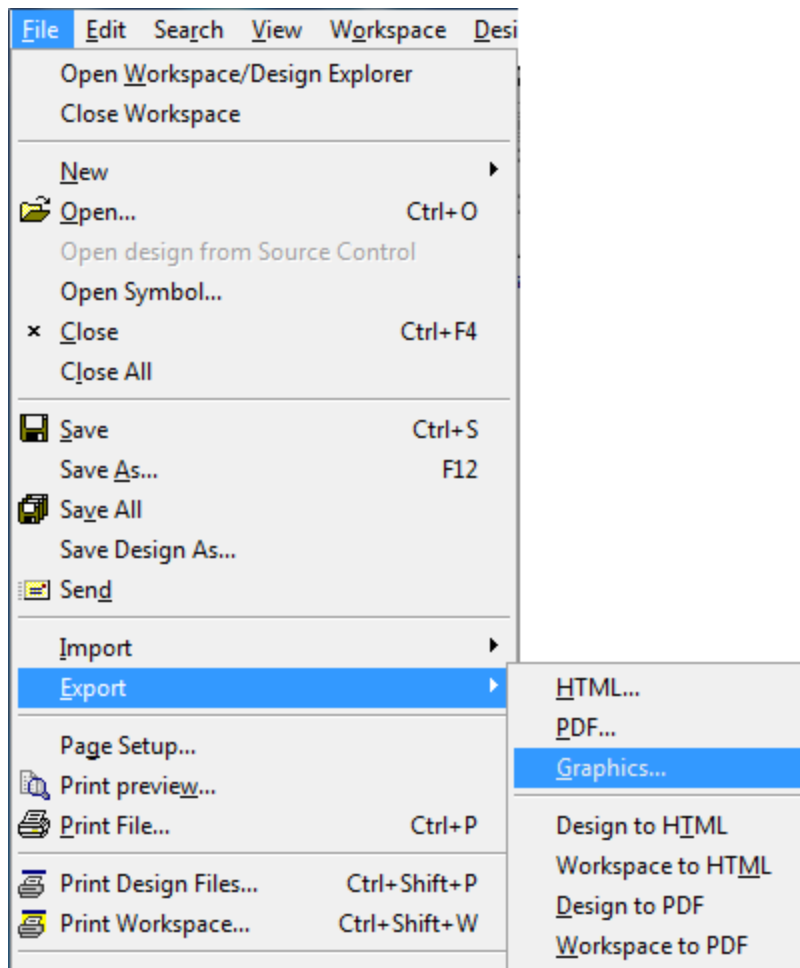 File Edit Search View Workspace Desi
Open Workspace/Design Explorer
Close Workspace
New
Open... Ctrl+O
Open design from Source Control
Open Symbol...
Close Ctrl+F4
Close All
Save Ctrl+S
Save As... F12
Save All
Save Design As...
Send
Import
Export
HTML...
PDF...
Graphics...
Page Setup...
Print preview...
Print File... Ctrl+P
Design to HTML
Workspace to HTML
Print Design Files... Ctrl+Shift+P
Design to PDF
Print Workspace... Ctrl+Shift+W
Workspace to PDF